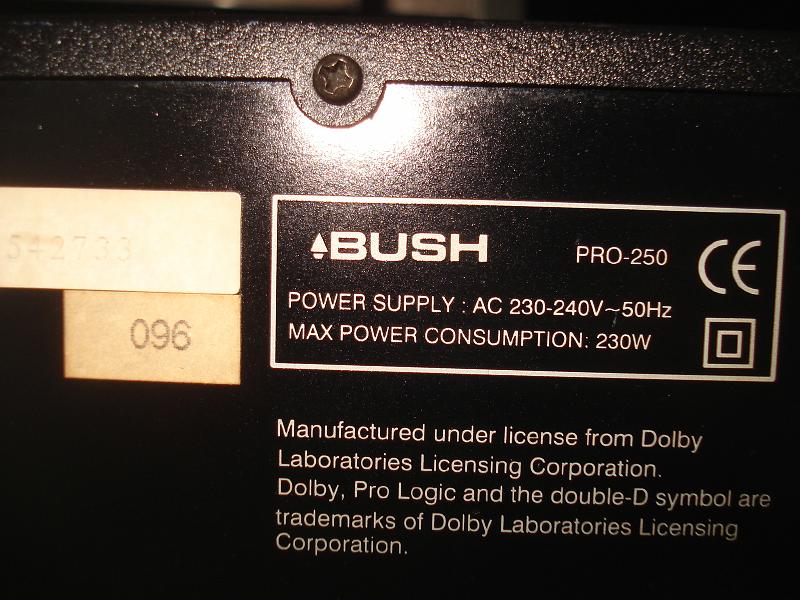 542733
096
BUSH PRO-250 CE
POWER SUPPLY : AC 230-240V~50Hz
MAX POWER CONSUMPTION: 230W
Manufactured under license from Dolby
Laboratories Licensing Corporation.
Dolby, Pro Logic and the double-D symbol are
trademarks of Dolby Laboratories Licensing
Corporation.